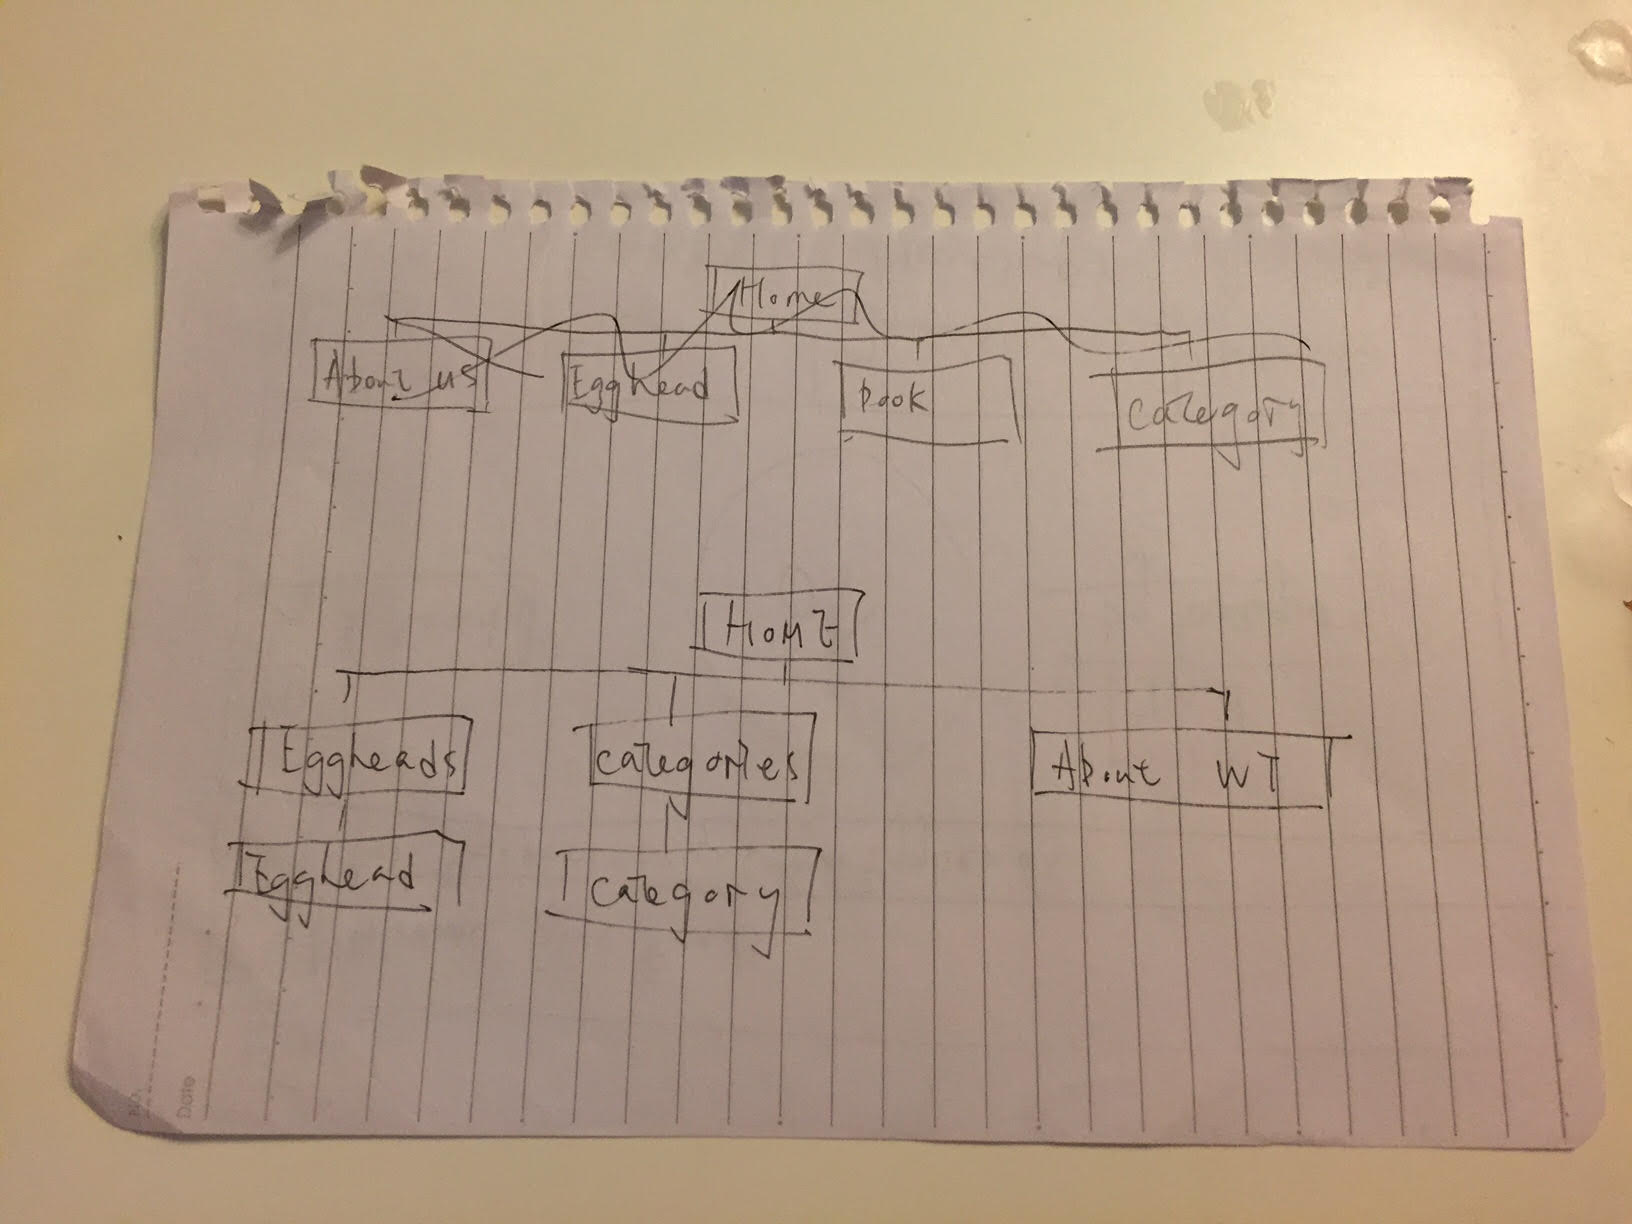 Home
About us Egghead book category
HOME
Eggheads categories About WT
Egghead category
NO.
Date